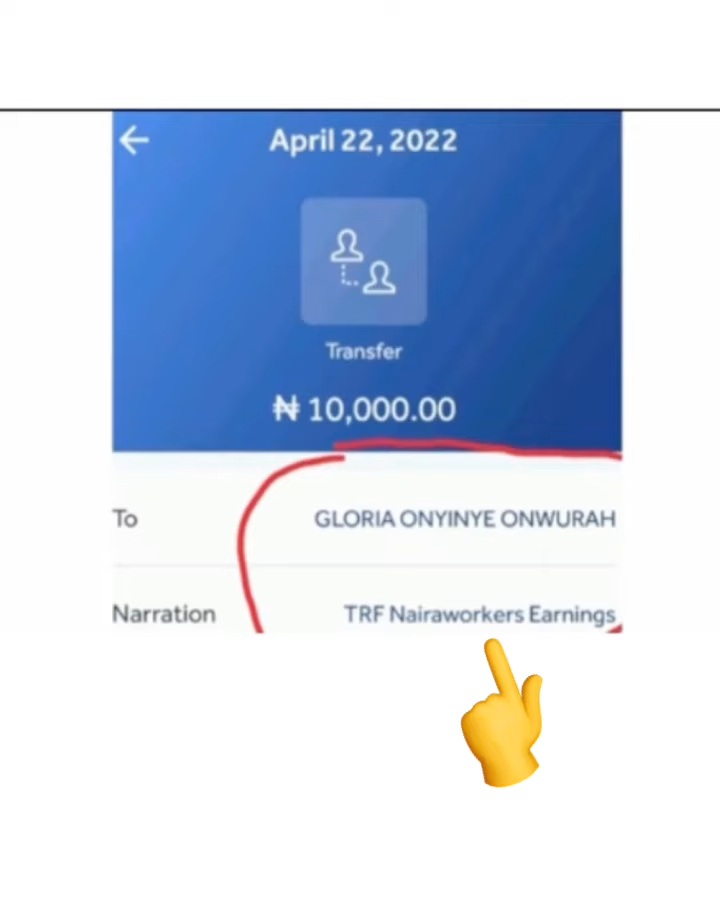 April 22, 2022
Transfer
₦ 10,000.00
To GLORIA ONYINYE ONWURAH
Narration TRF Nairaworkers Earnings